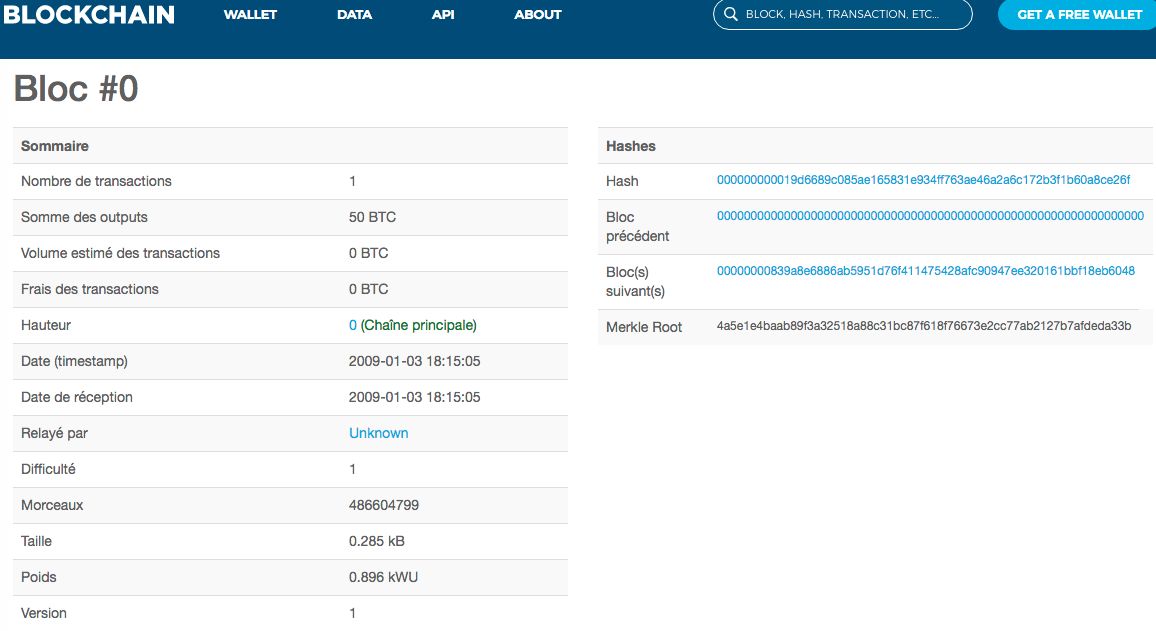 BLOCKCHAIN WALLET DATA API ABOUT BLOCK, HASH, TRANSACTION, ETC... GET A FREE WALLET
Bloc #0
Sommaire
Nombre de transactions 1
Somme des outputs 50 BTC
Volume estimé des transactions 0 BTC
Frais des transactions 0 BTC
Hauteur 0 (Chaîne principale)
Date (timestamp) 2009-01-03 18:15:05
Date de réception 2009-01-03 18:15:05
Relayé par Unknown
Difficulté 1
Morceaux 486604799
Taille 0.285 kB
Poids 0.896 kWU
Version 1
Hashes
Hash 000000000019d6689c085ae165831e934ff763ae46a2a6c172b3f1b60a8ce26f
Bloc 0000000000000000000000000000000000000000000000000000000000000000
précédent
Bloc(s) 00000000839a8e6886ab5951d76f411475428afc90947ee320161bbf18eb6048
suivant(s)
Merkle Root 4a5e1e4baab89f3a32518a88c31bc87f618f76673e2cc77ab2127b7afdeda33b